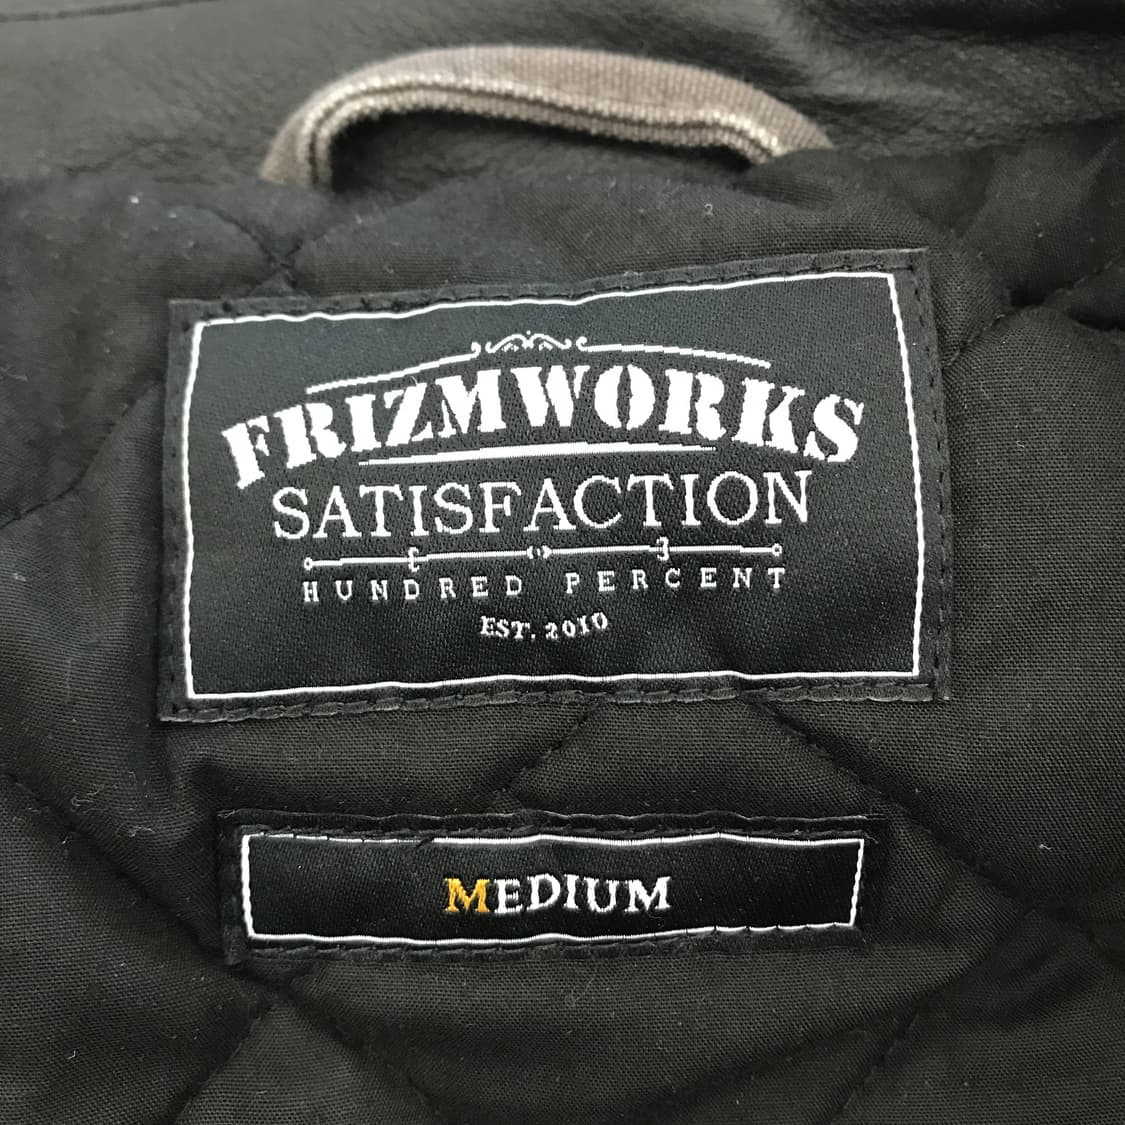 FRIZMWORKS
SATISFACTION
HUNDRED PERCENT
EST. 2010
MEDIUM